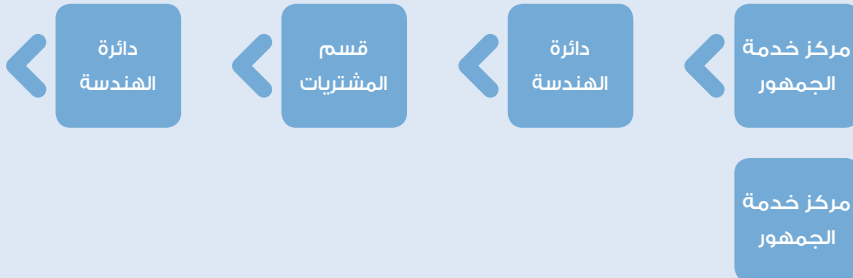 مركز خدمة
الجمهور
دائرة
الهندسة
قسم
المشتريات
دائرة
الهندسة
مركز خدمة
الجمهور